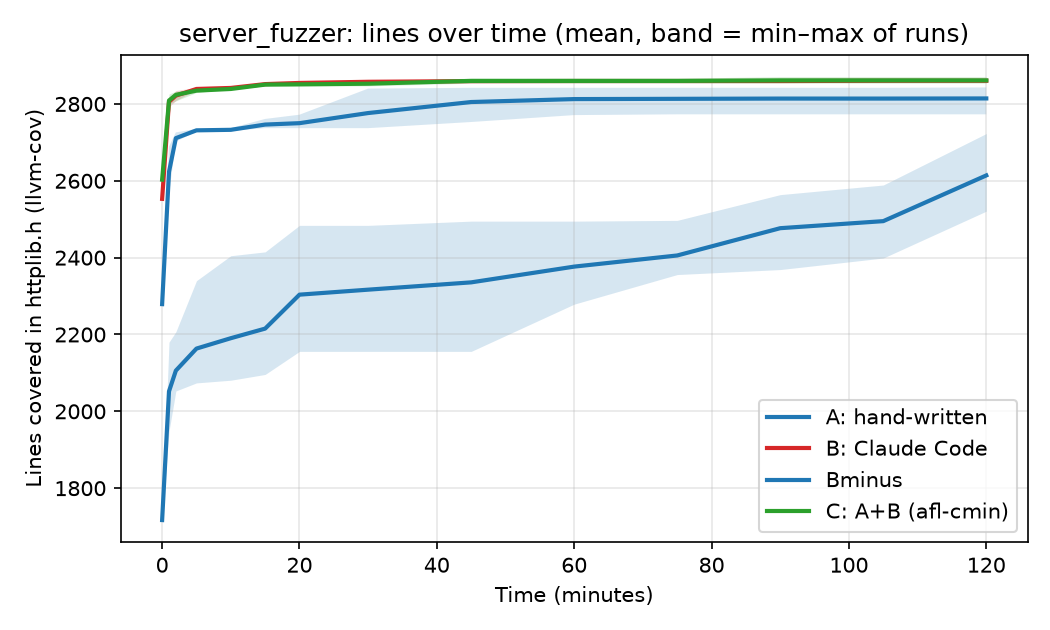 server_fuzzer: lines over time (mean, band = min–max of runs)
Lines covered in httplib.h (llvm-cov)
2800
2600
2400
2200
2000
1800
A: hand-written
B: Claude Code
Bminus
C: A+B (afl-cmin)
0 20 40 60 80 100 120
Time (minutes)